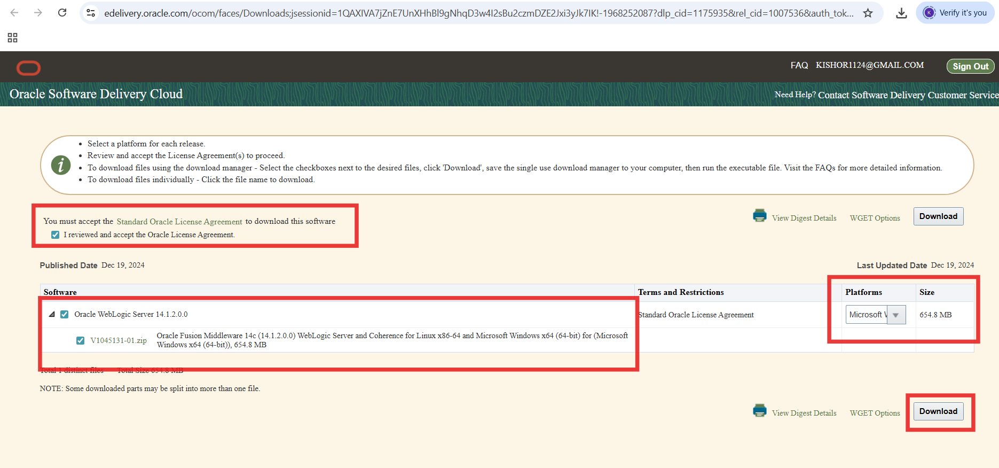 edelivery.oracle.com/ocom/faces/Downloads;jsessionid=1QAXIVA7jZnE7UnXHhBl9gNhqD3w4I2sBu2czmDZE2Jxi3yJk7IK!-1968252087?dlp_cid=1175935&rel_cid=1007536&auth_tok...
K
Verify it's you
FAQ KISHOR1124@GMAIL.COM
Sign Out
Oracle Software Delivery Cloud
Need Help? Contact Software Delivery Customer Service
i
• Select a platform for each release.
• Review and accept the License Agreement(s) to proceed.
• To download files using the download manager - Select the checkboxes next to the desired files, click 'Download', save the single use download manager to your computer, then run the executable file. Visit the FAQs for more detailed information.
• To download files individually - Click the file name to download.
You must accept the Standard Oracle License Agreement to download this software
I reviewed and accept the Oracle License Agreement.
View Digest Details WGET Options Download
Published Date Dec 19, 2024
Last Updated Date Dec 19, 2024
Software Terms and Restrictions Platforms Size
Oracle WebLogic Server 14.1.2.0.0 Standard Oracle License Agreement Microsoft W 654.8 MB
V1045131-01.zip Oracle Fusion Middleware 14c (14.1.2.0.0) WebLogic Server and Coherence for Linux x86-64 and Microsoft Windows x64 (64-bit) for (Microsoft
Windows x64 (64-bit)), 654.8 MB
Total 1 distinct files Total Size 654.8 MB
NOTE: Some downloaded parts may be split into more than one file.
View Digest Details WGET Options Download